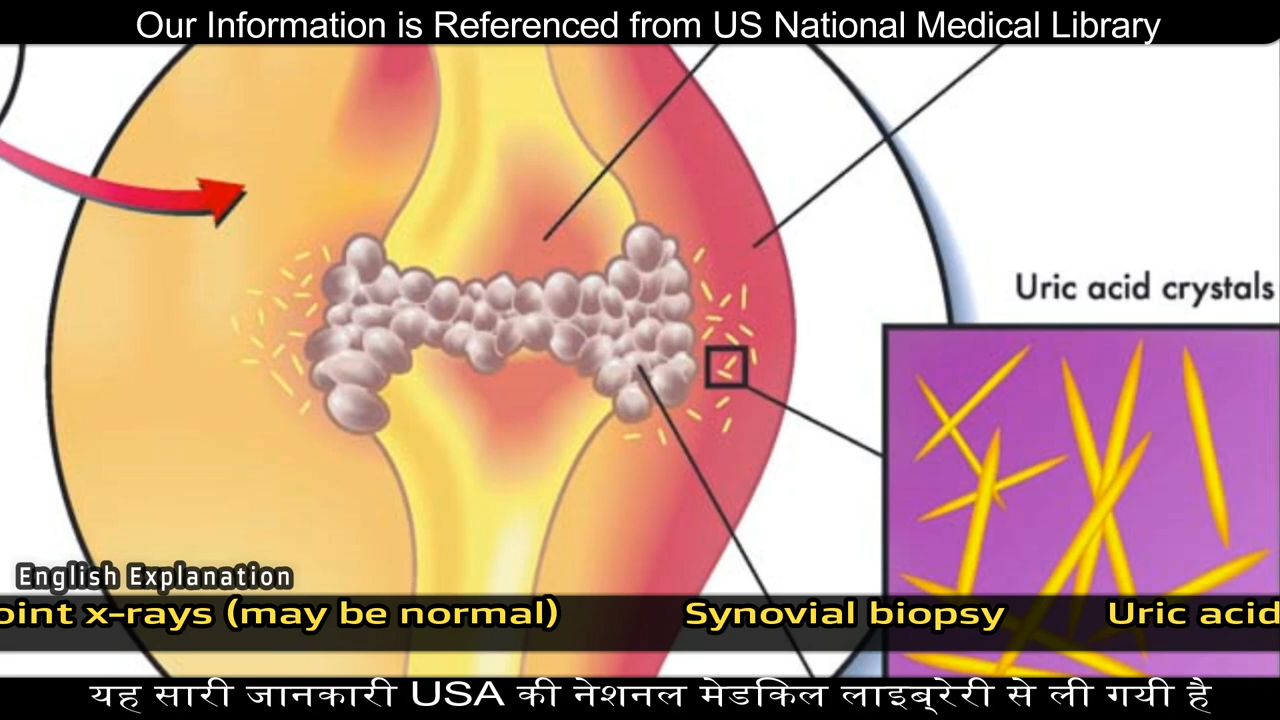 Our Information is Referenced from US National Medical Library
Uric acid crystals
English Explanation
oint x-rays (may be normal) Synovial biopsy Uric acid
यह सारी जानकारी USA की नेशनल मेडकिल लाइब्रेरी से ली गयी है